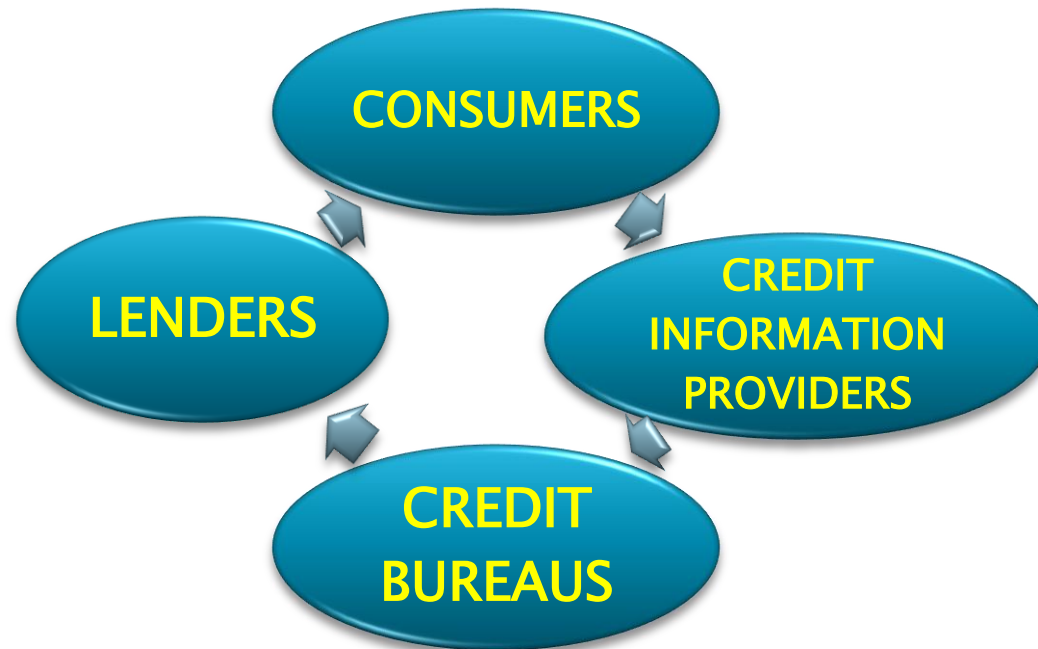 CONSUMERS
LENDERS
CREDIT
INFORMATION
PROVIDERS
CREDIT
BUREAUS